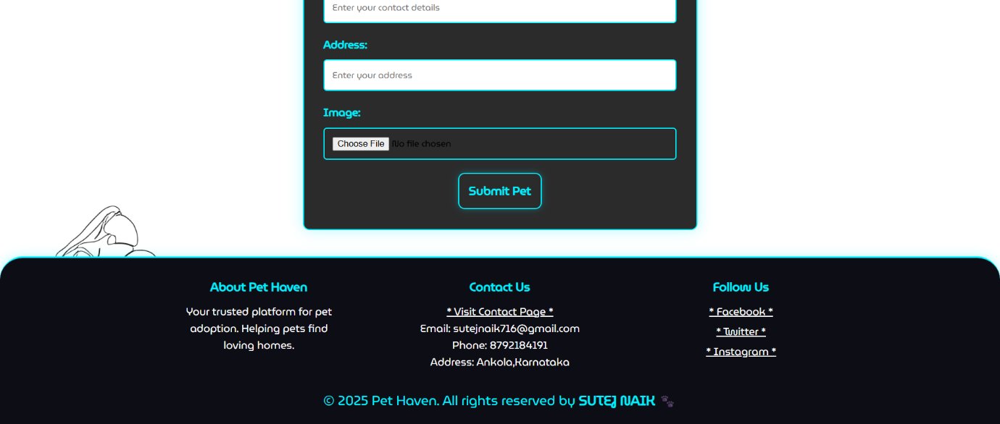 Enter your contact details
Address:
Enter your address
Image:
Choose File No file chosen
Submit Pet
About Pet Haven
Your trusted platform for pet
adoption. Helping pets find
loving homes.
Contact Us
* Visit Contact Page *
Email: sutejnaik716@gmail.com
Phone: 8792184191
Address: Ankola,Karnataka
Follow Us
* Facebook *
* Twitter *
* Instagram *
© 2025 Pet Haven. All rights reserved by SUTEJ NAIK 🐾